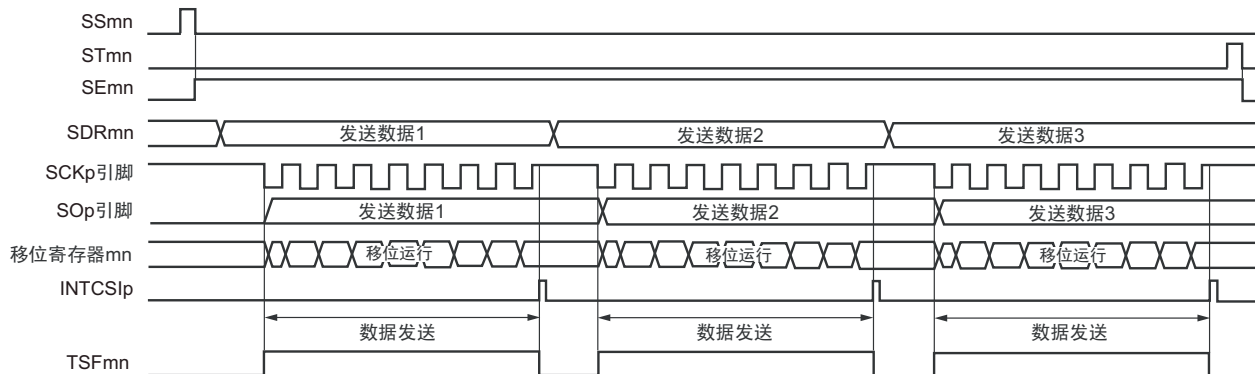 SSmn
STmn
SEmn
SDRmn 发送数据1 发送数据2 发送数据3
SCKp引脚
SOp引脚 发送数据1 发送数据2 发送数据3
移位寄存器mn 移位运行 移位运行 移位运行
INTCSIp
数据发送 数据发送 数据发送
TSFmn